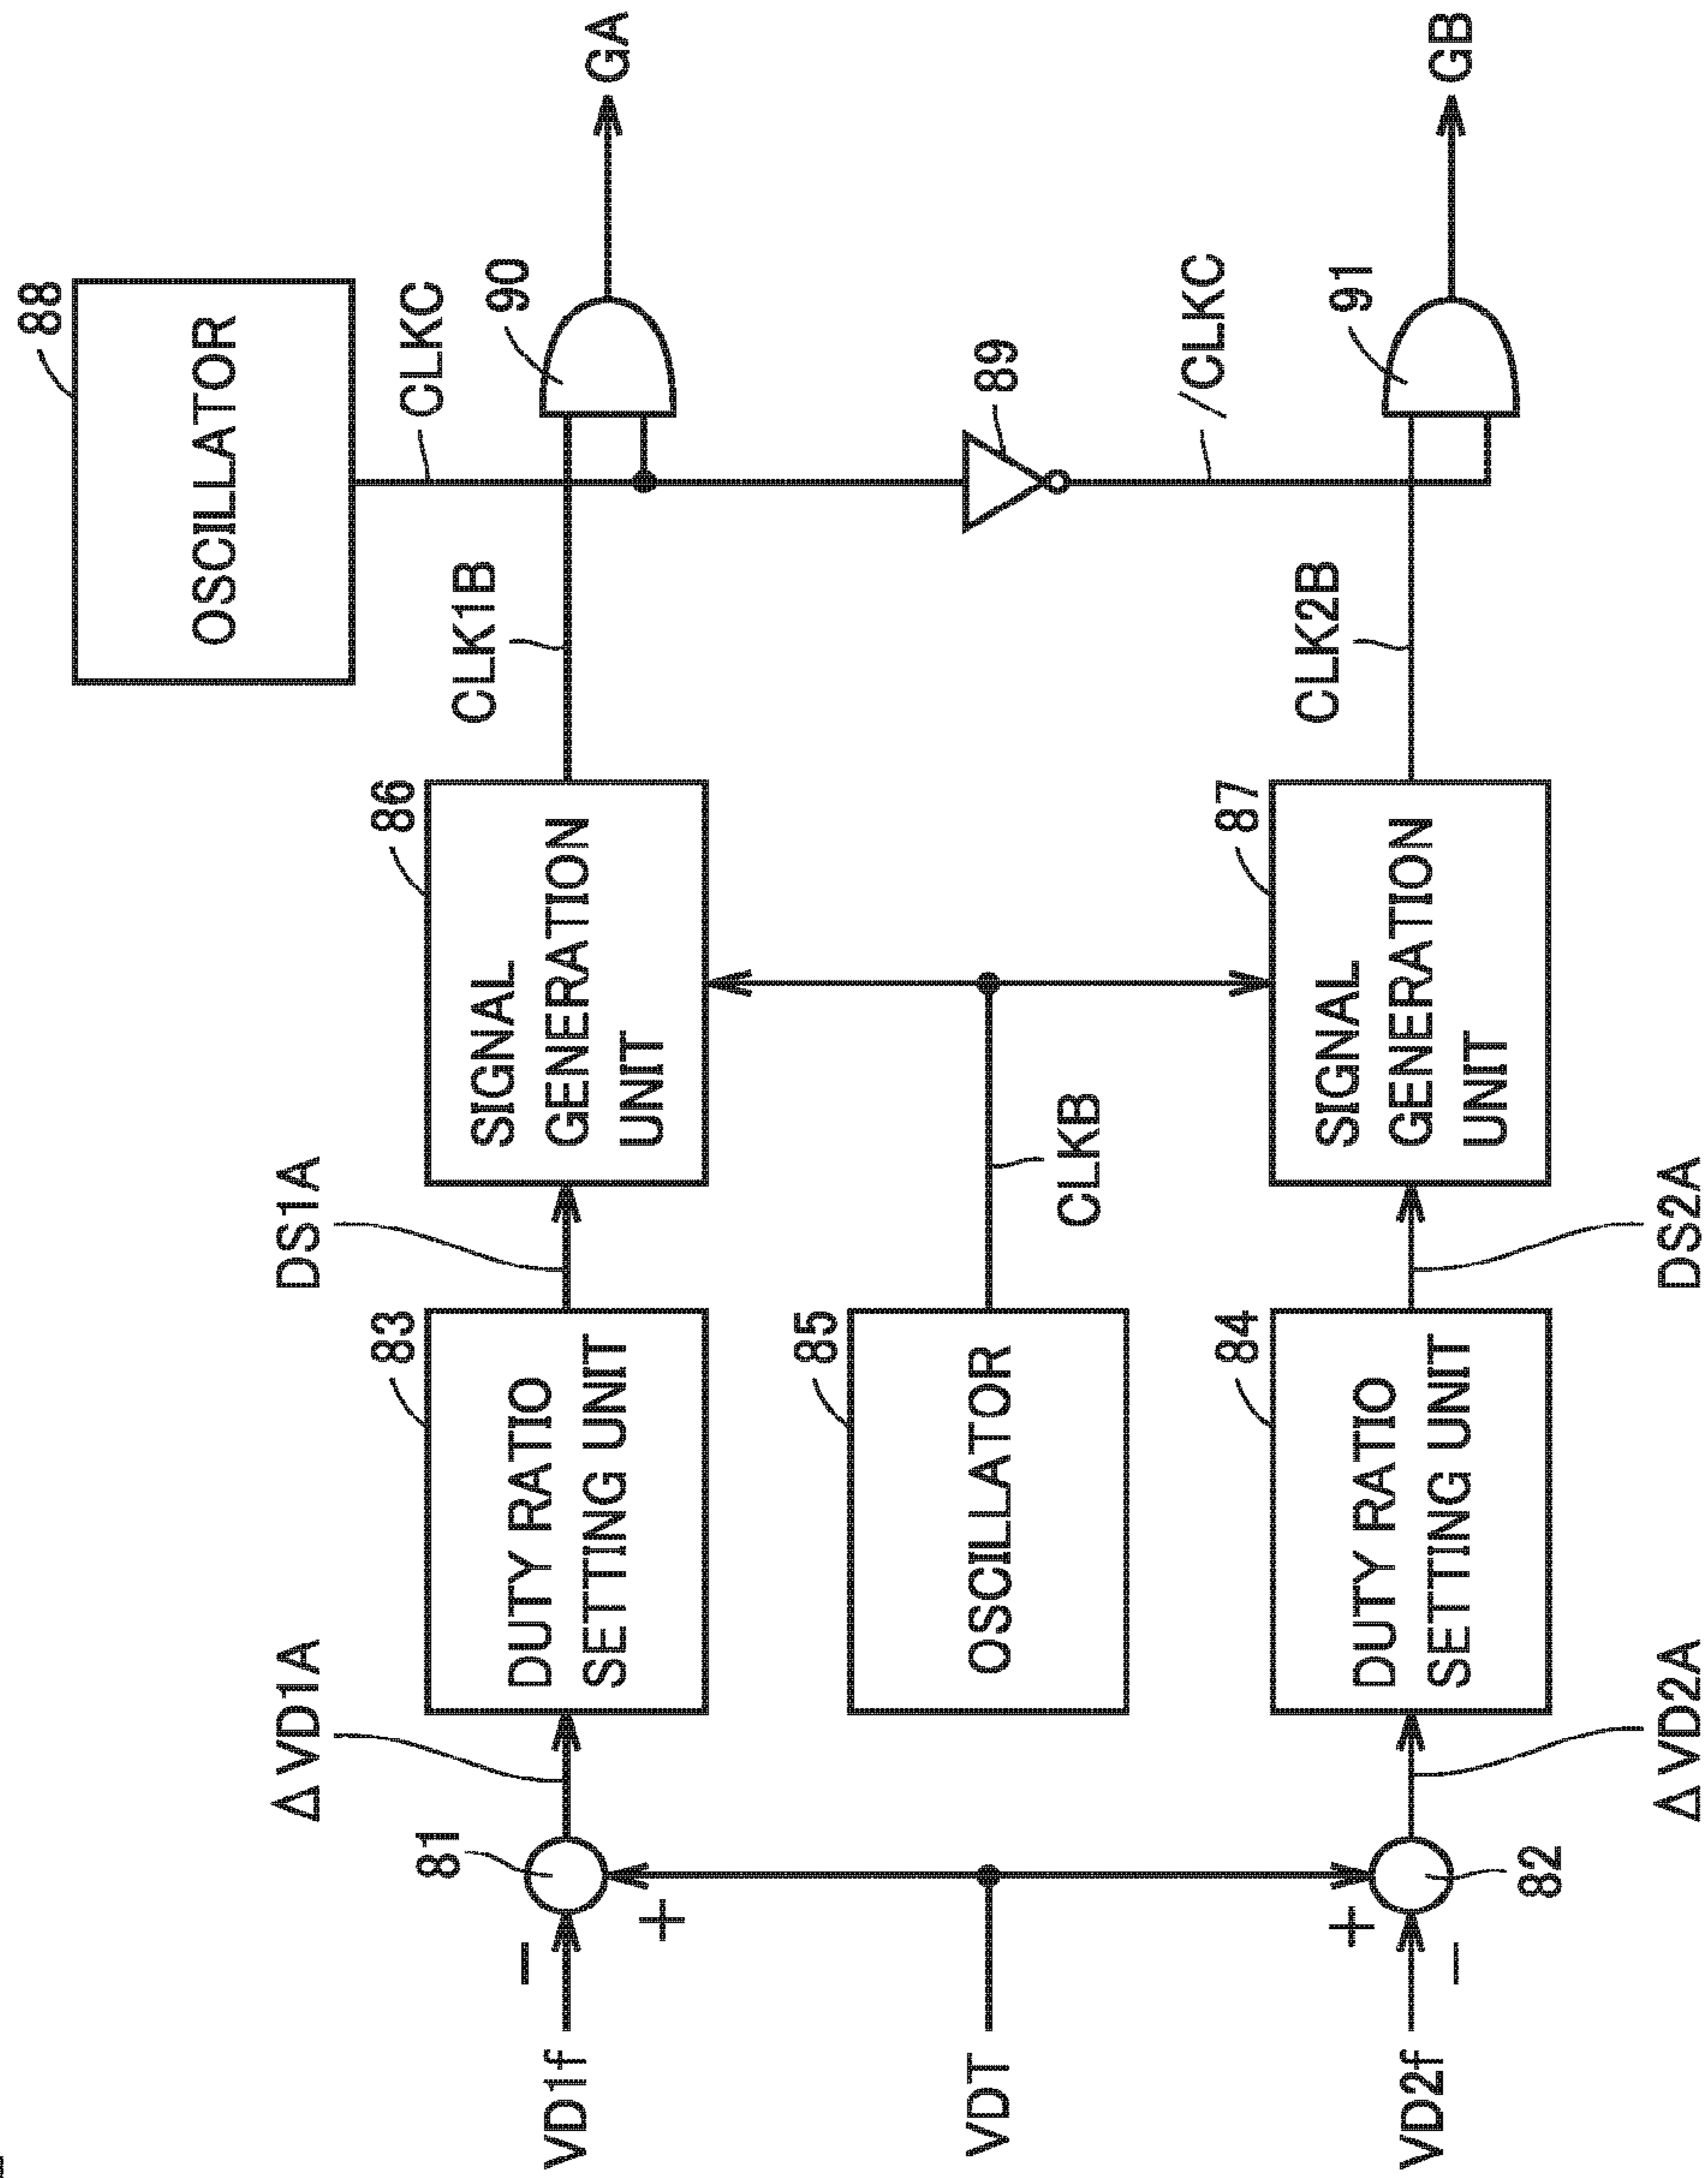 88
OSCILLATOR
CLKC
90
GA
ΔVD1A
DS1A
81
83
86
CLK1B
VD1f
−
+
DUTY RATIO
SETTING UNIT
SIGNAL
GENERATION
UNIT
89
85
VDT
OSCILLATOR
CLKB
/CLKC
84
87
CLK2B
91
GB
VD2f
+
−
82
DUTY RATIO
SETTING UNIT
SIGNAL
GENERATION
UNIT
ΔVD2A
DS2A